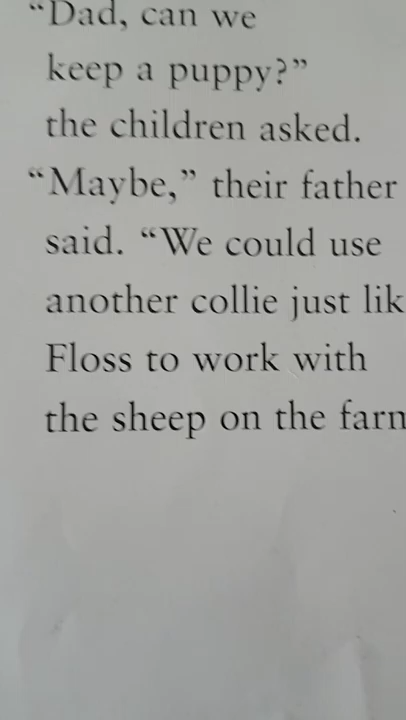 “Dad, can we
keep a puppy?”
the children asked.
“Maybe,” their father
said. “We could use
another collie just lik
Floss to work with
the sheep on the farm